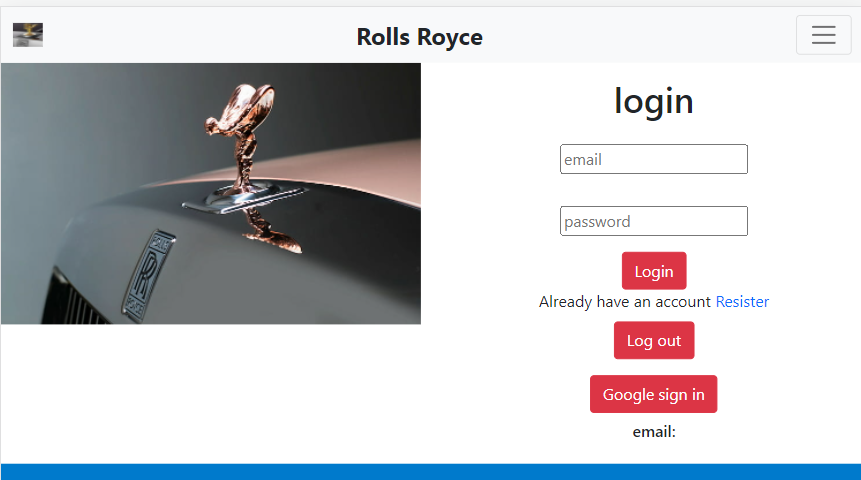 Rolls Royce
login
email
password
Login
Already have an account Resister
Log out
Google sign in
email: